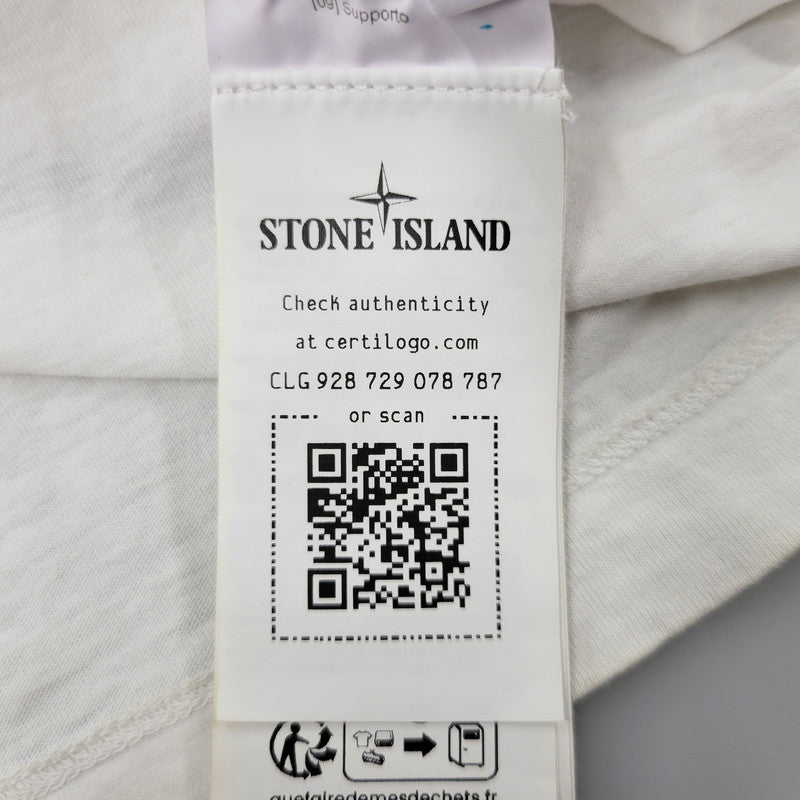 [09] Supporto
STONE ISLAND
Check authenticity
at certilogo.com
CLG 928 729 078 787
or scan
quefairedemesdechets.fr